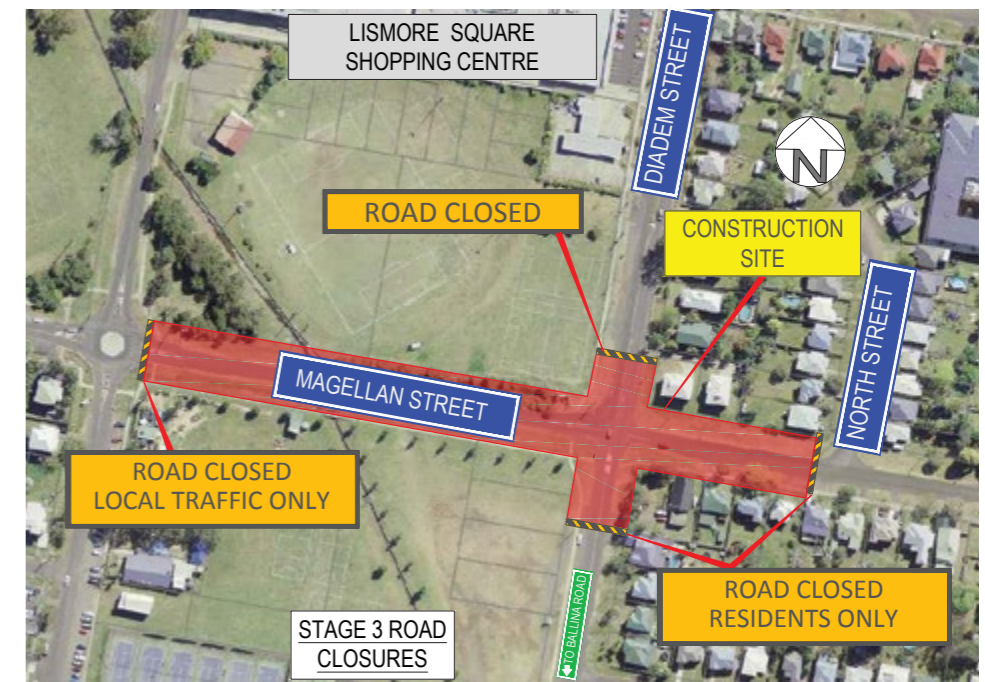 LISMORE SQUARE
SHOPPING CENTRE
DIADEM STREET
N
ROAD CLOSED
CONSTRUCTION
SITE
NORTH STREET
MAGELLAN STREET
ROAD CLOSED
LOCAL TRAFFIC ONLY
ROAD CLOSED
RESIDENTS ONLY
TO BALLINA ROAD
STAGE 3 ROAD
CLOSURES